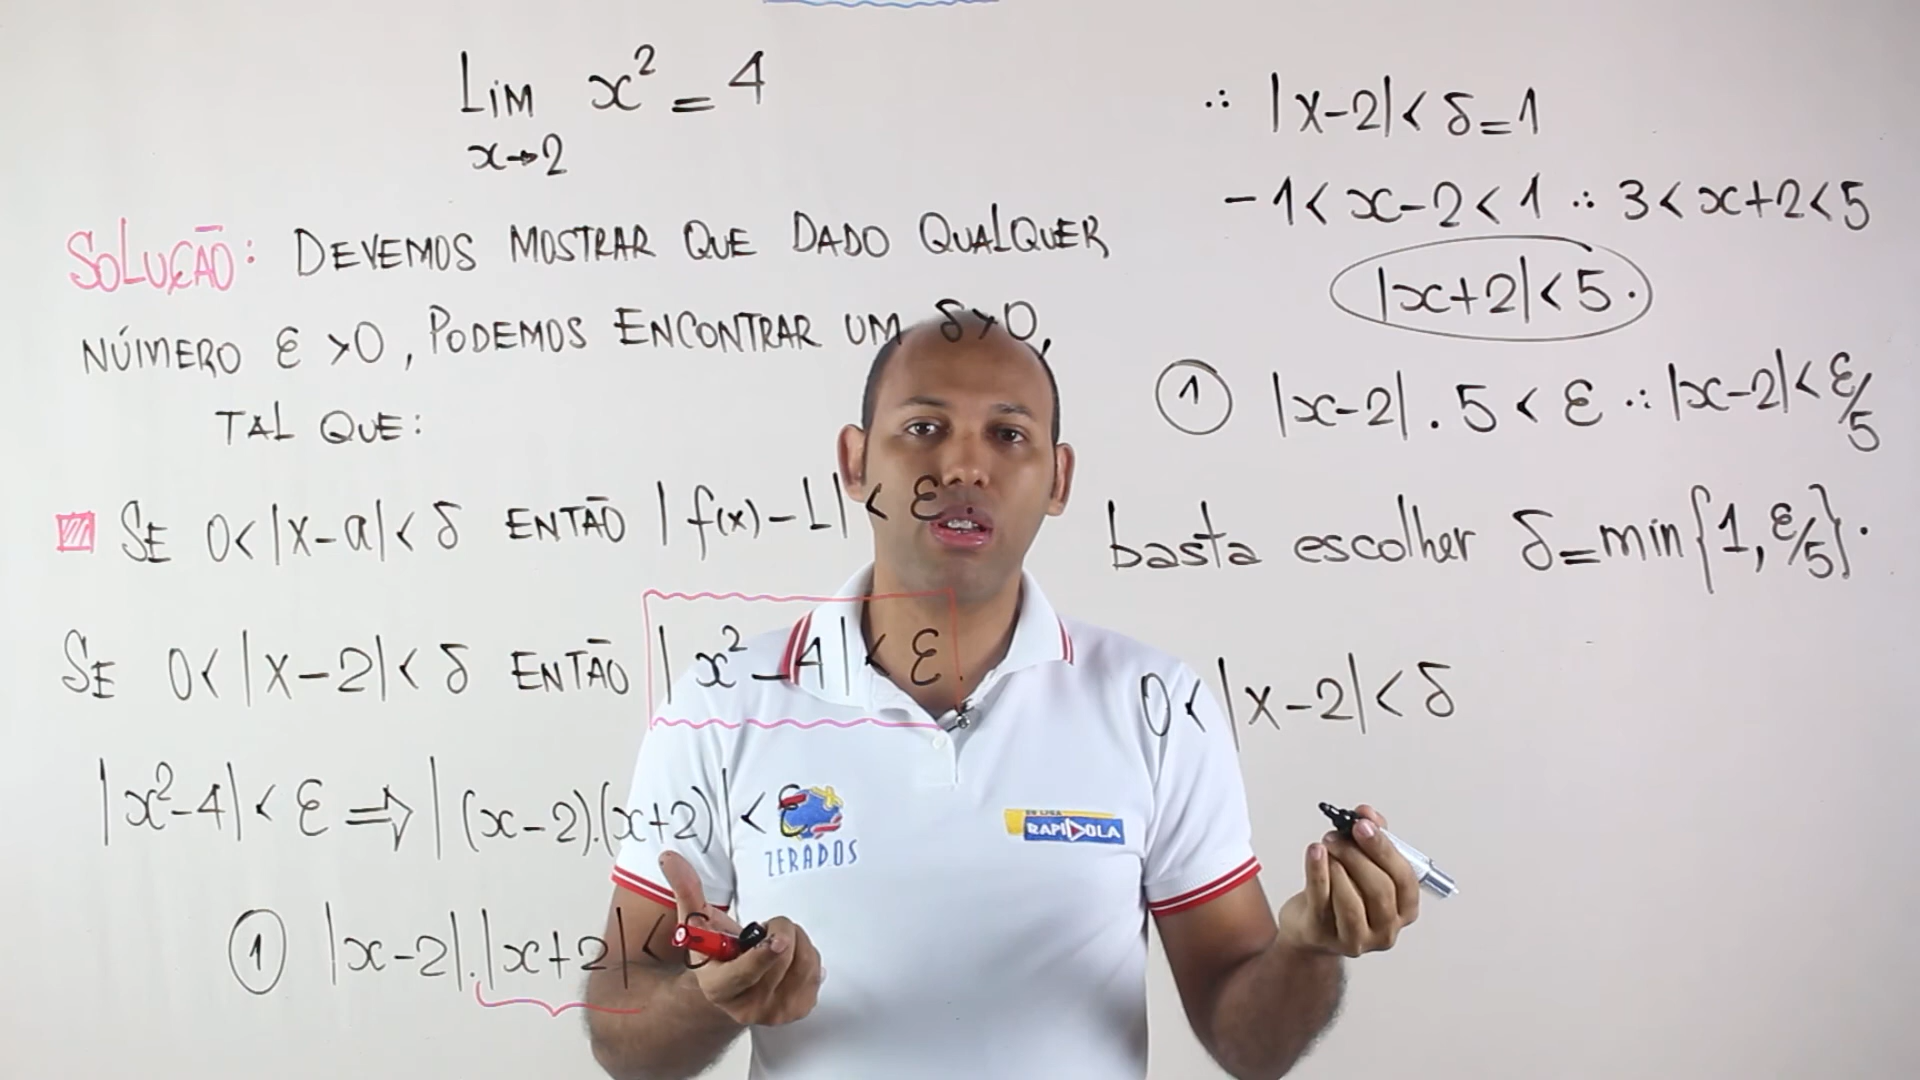 Lim x² = 4
x→2
SOLUÇÃO: DEVEMOS MOSTRAR QUE DADO QUALQUER
NÚMERO ε >0, PODEMOS ENCONTRAR UM δ>0,
TAL QUE:
SE 0<|x-a|<δ ENTÃO |f(x)-L|<ε.
SE 0<|x-2|<δ ENTÃO |x²-4|<ε.
|x²-4|<ε ⇒ |(x-2).(x+2)|<ε
1 |x-2|.|x+2|<ε
∴ |x-2|<δ=1
-1<x-2<1 ∴ 3<x+2<5
|x+2|<5.
1 |x-2|.5<ε ∴ |x-2|<ε/5
basta escolher δ=min{1,ε/5}.
0<|x-2|<δ
ZERADOS
RAPIDOLA